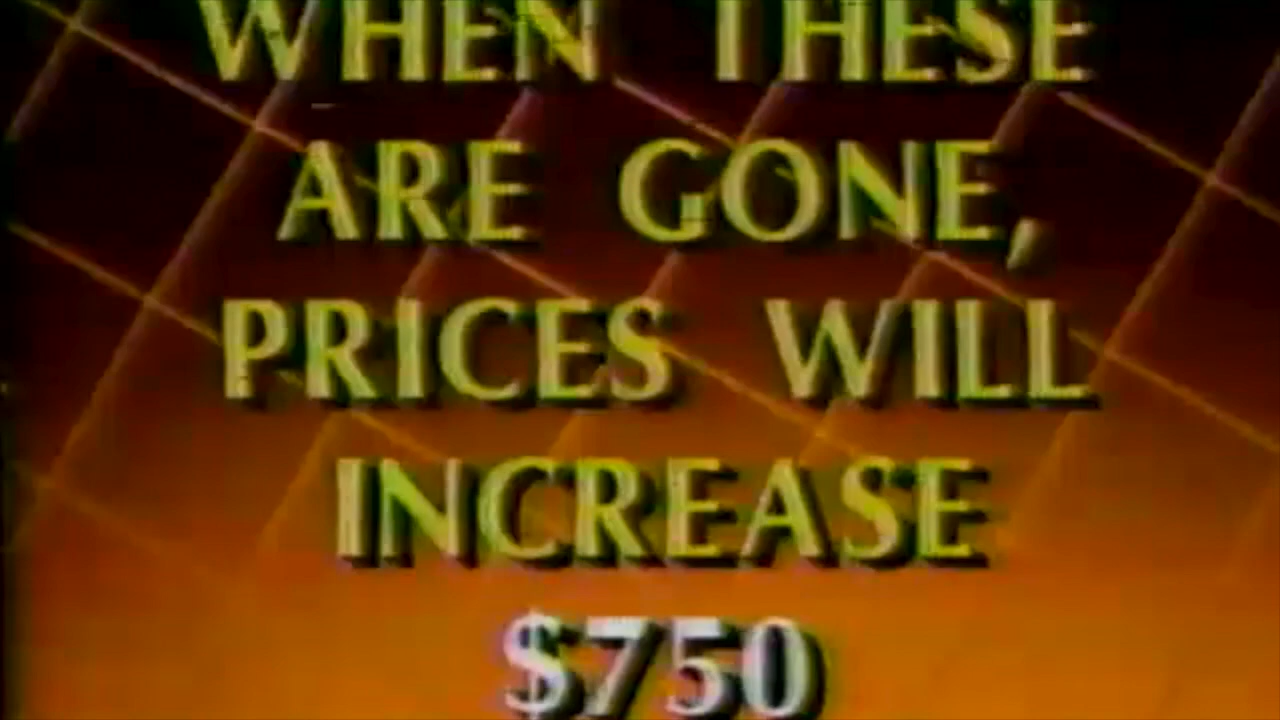 WHEN THESE
ARE GONE,
PRICES WILL
INCREASE
$750